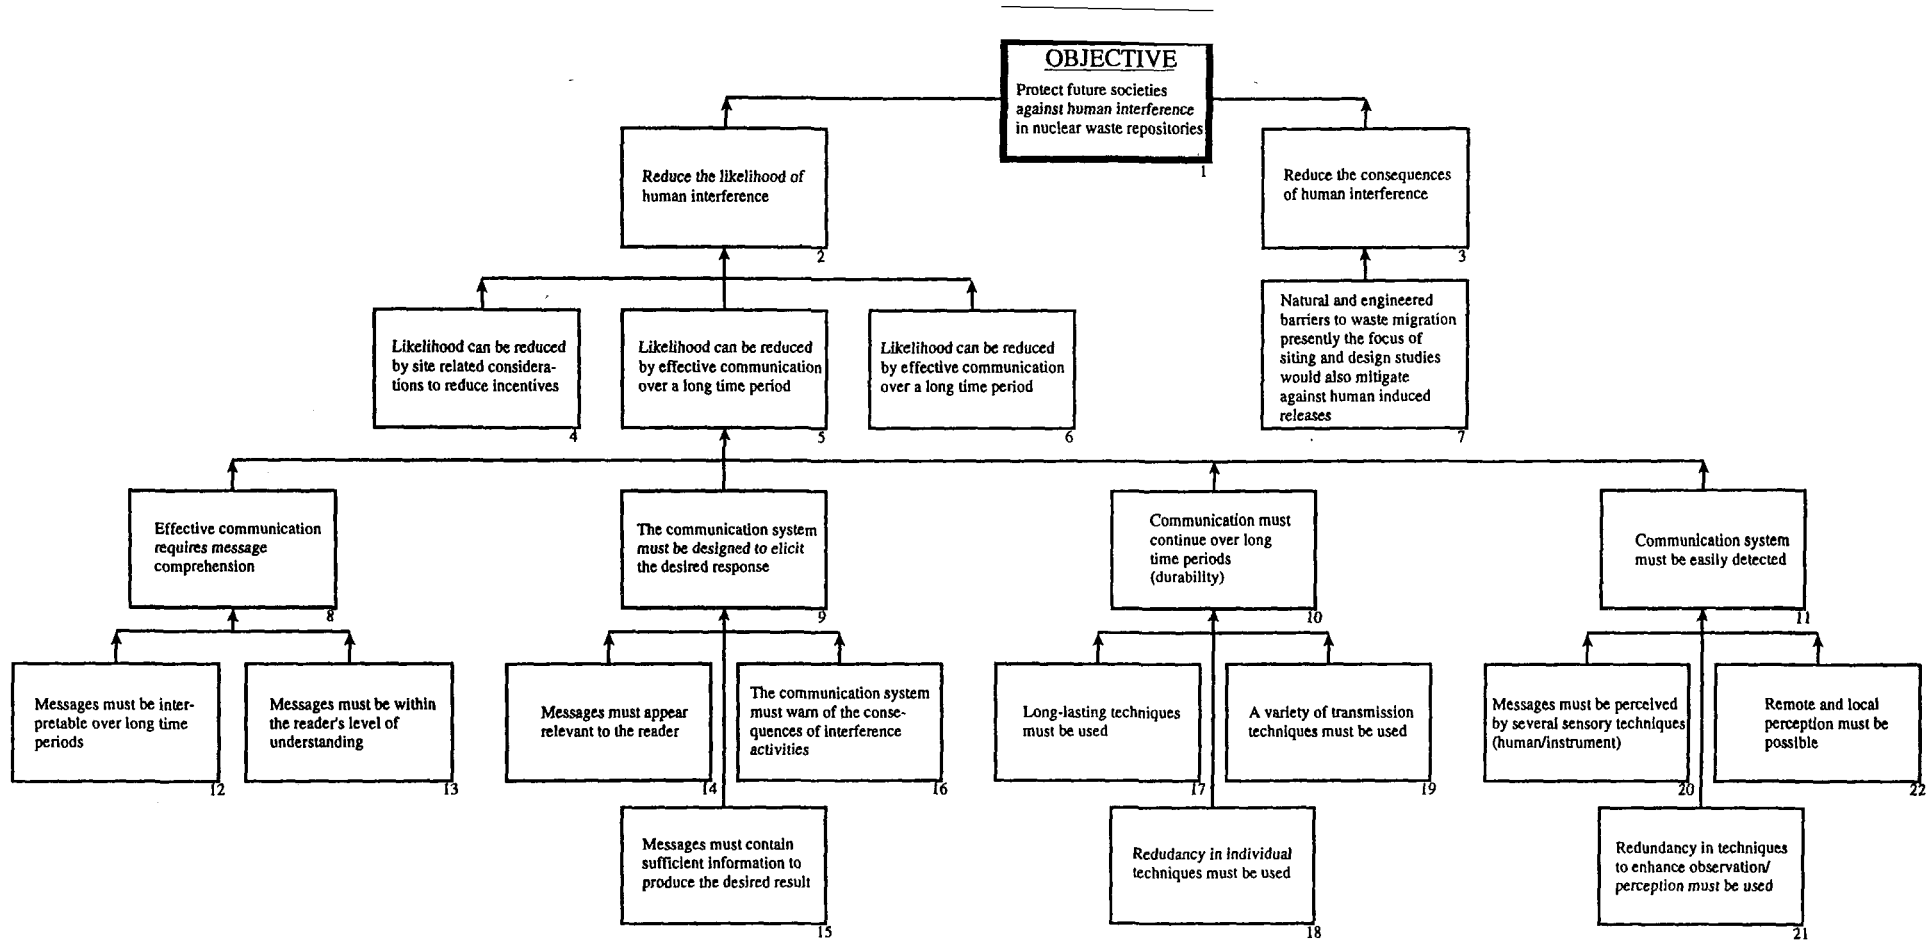 OBJECTIVE
Protect future societies
against human interference
in nuclear waste repositories
1
Reduce the likelihood of
human interference
2
Reduce the consequences
of human interference
3
Likelihood can be reduced
by site related considera-
tions to reduce incentives
4
Likelihood can be reduced
by effective communication
over a long time period
5
Likelihood can be reduced
by effective communication
over a long time period
6
Natural and engineered
barriers to waste migration
presently the focus of
siting and design studies
would also mitigate
against human induced
releases
7
Effective communication
requires message
comprehension
8
The communication system
must be designed to elicit
the desired response
9
Communication must
continue over long
time periods
(durability)
10
Communication system
must be easily detected
11
Messages must be inter-
pretable over long time
periods
12
Messages must be within
the reader's level of
understanding
13
Messages must appear
relevant to the reader
14
Messages must contain
sufficient information to
produce the desired result
15
The communication system
must warn of the conse-
quences of interference
activities
16
Long-lasting techniques
must be used
17
Redudancy in individual
techniques must be used
18
A variety of transmission
techniques must be used
19
Messages must be perceived
by several sensory techniques
(human/instrument)
20
Redundancy in techniques
to enhance observation/
perception must be used
21
Remote and local
perception must be
possible
22